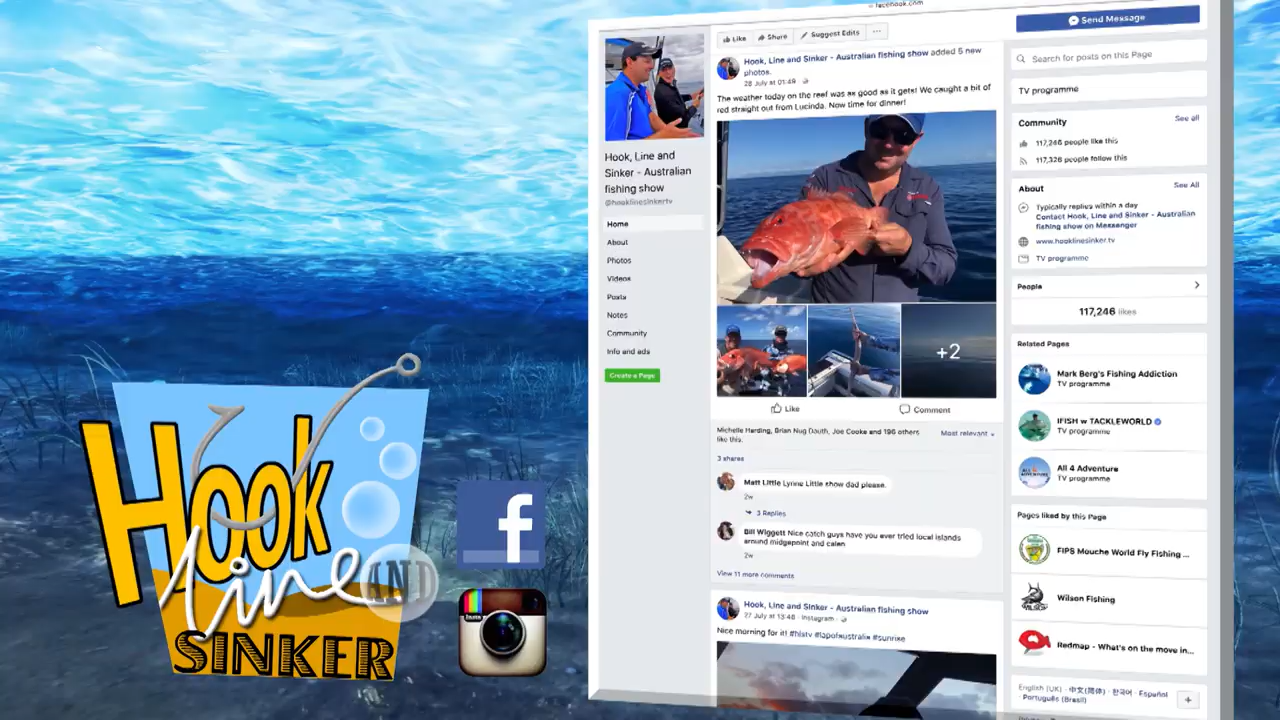 facebook.com
Like
Share
Suggest Edits
Send Message
Hook, Line and
Sinker - Australian
fishing show
@hooklinesinkertv
Home
About
Photos
Videos
Posts
Notes
Community
Info and ads
Create a Page
Hook, Line and Sinker - Australian fishing show added 5 new
photos.
28 July at 01:49
The weather today on the reef was as good as it gets! We caught a bit of
red straight out from Lucinda. Now time for dinner!
+2
Like
Comment
Michelle Harding, Brian Nug Douth, Joe Cooke and 196 others
like this.
Most relevant
3 shares
Matt Little Lynne Little show dad please.
2w
3 Replies
Bill Wiggett Nice catch guys have you ever tried local islands
around midgepoint and calen
2w
View 11 more comments
Hook, Line and Sinker - Australian fishing show
27 July at 13:48 · Instagram ·
Nice morning for it! #hlstv #lapofaustralia #sunrise
Search for posts on this Page
TV programme
Community
See all
117,246 people like this
117,326 people follow this
About
See All
Typically replies within a day
Contact Hook, Line and Sinker - Australian
fishing show on Messenger
www.hooklinesinker.tv
TV programme
People
117,246 likes
Related Pages
Mark Berg's Fishing Addiction
TV programme
IFISH w TACKLEWORLD
TV programme
All 4 Adventure
TV programme
Pages liked by this Page
FIPS Mouche World Fly Fishing ...
Wilson Fishing
Redmap - What's on the move in...
English (UK) · 中文(简体) · 한국어 · Español
· Português (Brasil)
+
Hook
line AND
SINKER
f
Insta